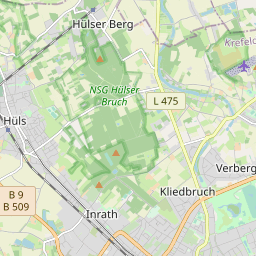 Hülser Berg
Krefeld
NSG Hülser
Bruch
L 475
Hüls
Verberg
B 9
B 509
Kliedbruch
Inrath